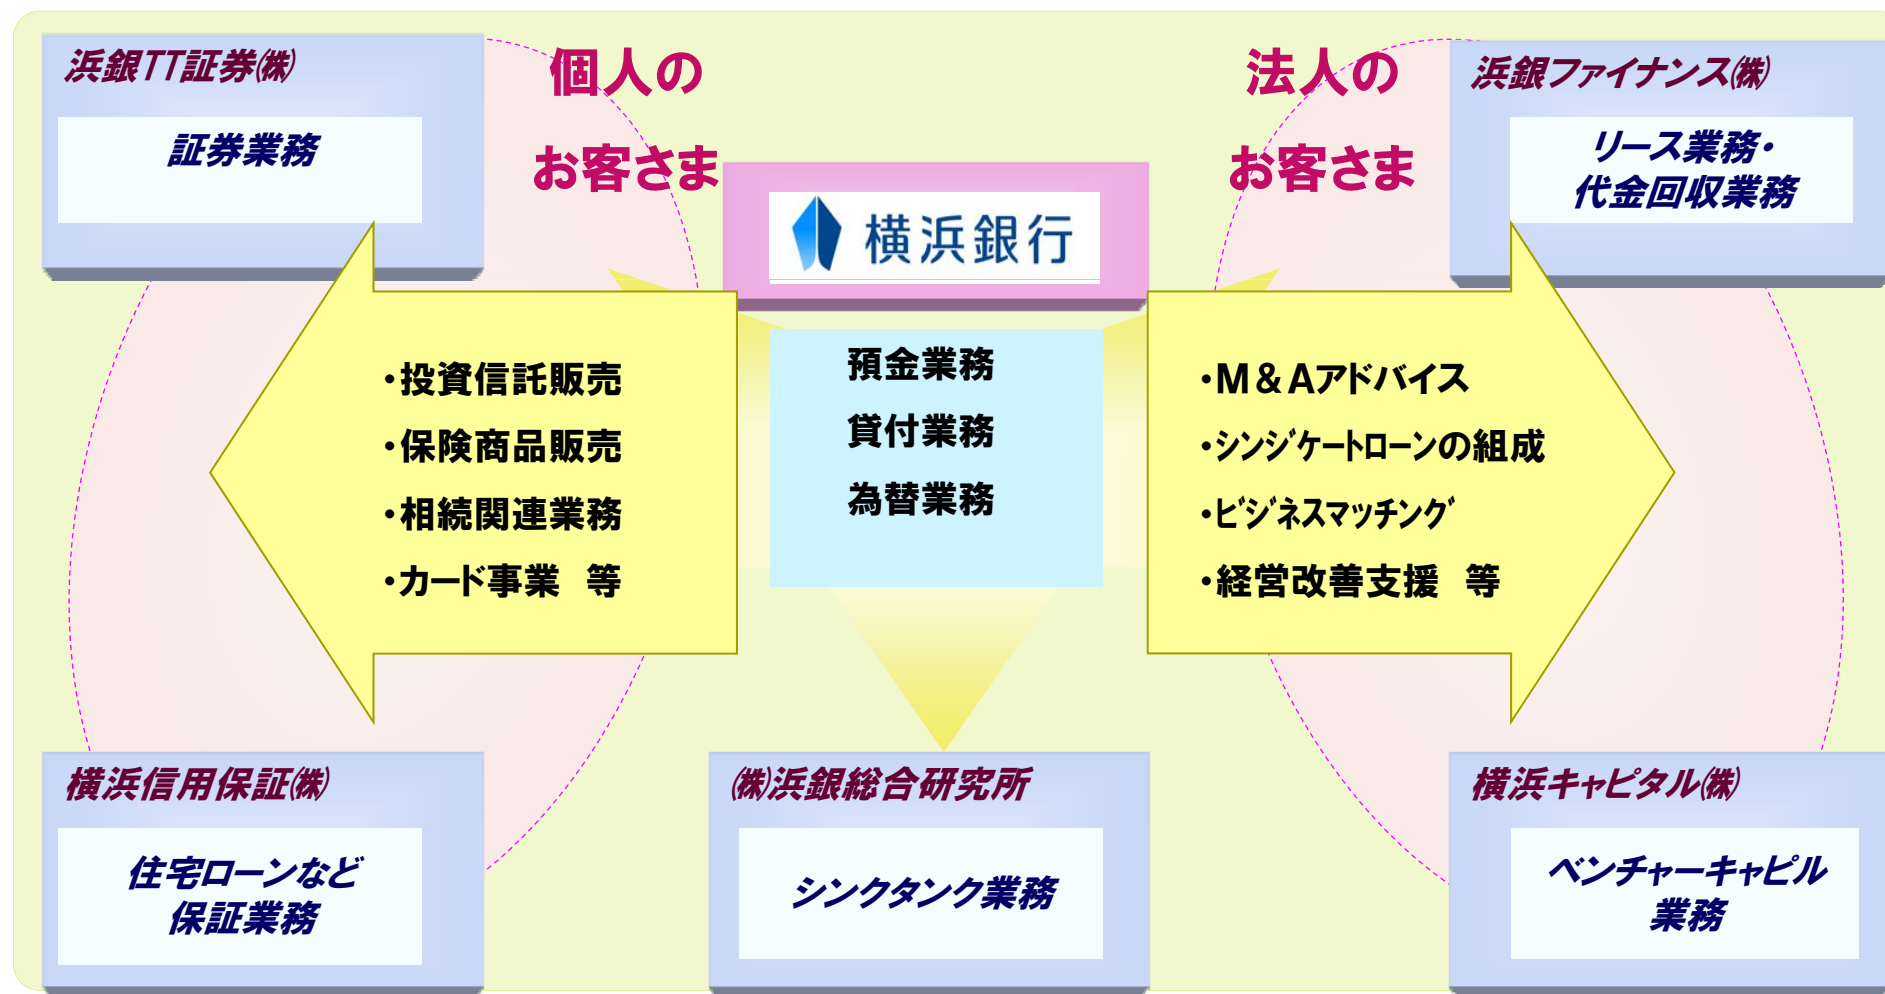 浜銀TT証券㈱
証券業務
個人の
お客さま
横浜銀行
法人の
お客さま
浜銀ファイナンス㈱
リース業務・
代金回収業務
・投資信託販売
・保険商品販売
・相続関連業務
・カード事業　等
預金業務
貸付業務
為替業務
・M＆Aアドバイス
・シンジケートローンの組成
・ビジネスマッチング
・経営改善支援　等
横浜信用保証㈱
住宅ローンなど
保証業務
㈱浜銀総合研究所
シンクタンク業務
横浜キャピタル㈱
ベンチャーキャピル
業務